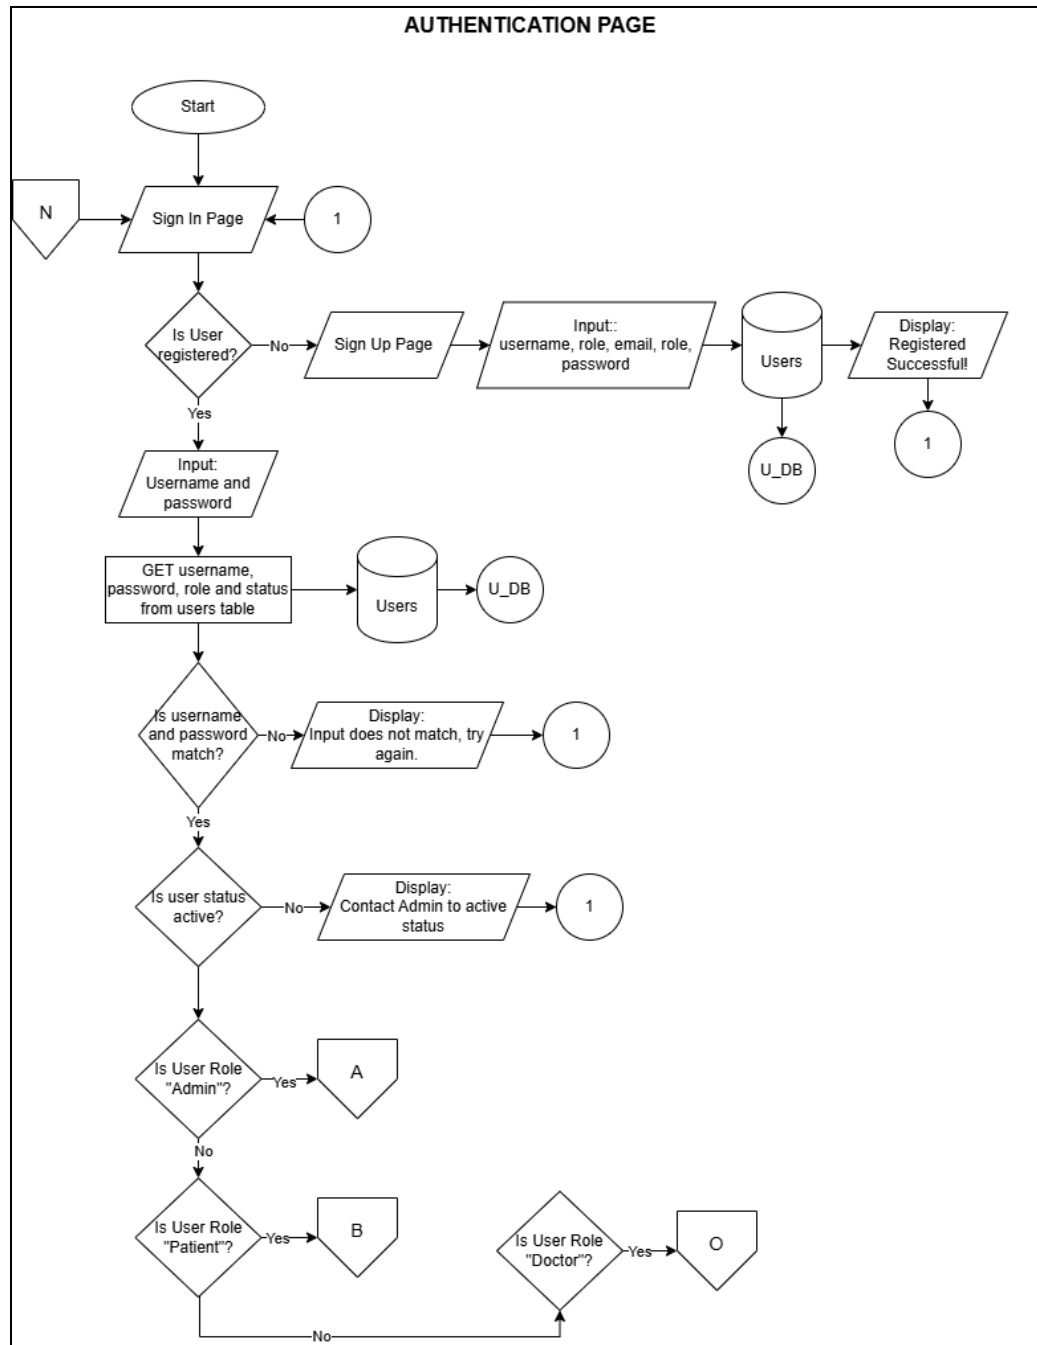 AUTHENTICATION PAGE
Start
N
Sign In Page
1
Is User
registered?
No
Sign Up Page
Input::
username, role, email, role,
password
Users
Display:
Registered
Successful!
Yes
1
U_DB
Input:
Username and
password
GET username,
password, role and status
from users table
Users
U_DB
Is username
and password
match?
No
Display:
Input does not match, try
again.
1
Yes
Is user status
active?
No
Display:
Contact Admin to active
status
1
Is User Role
"Admin"?
Yes
A
No
Is User Role
"Patient"?
Yes
B
Is User Role
"Doctor"?
Yes
O
No